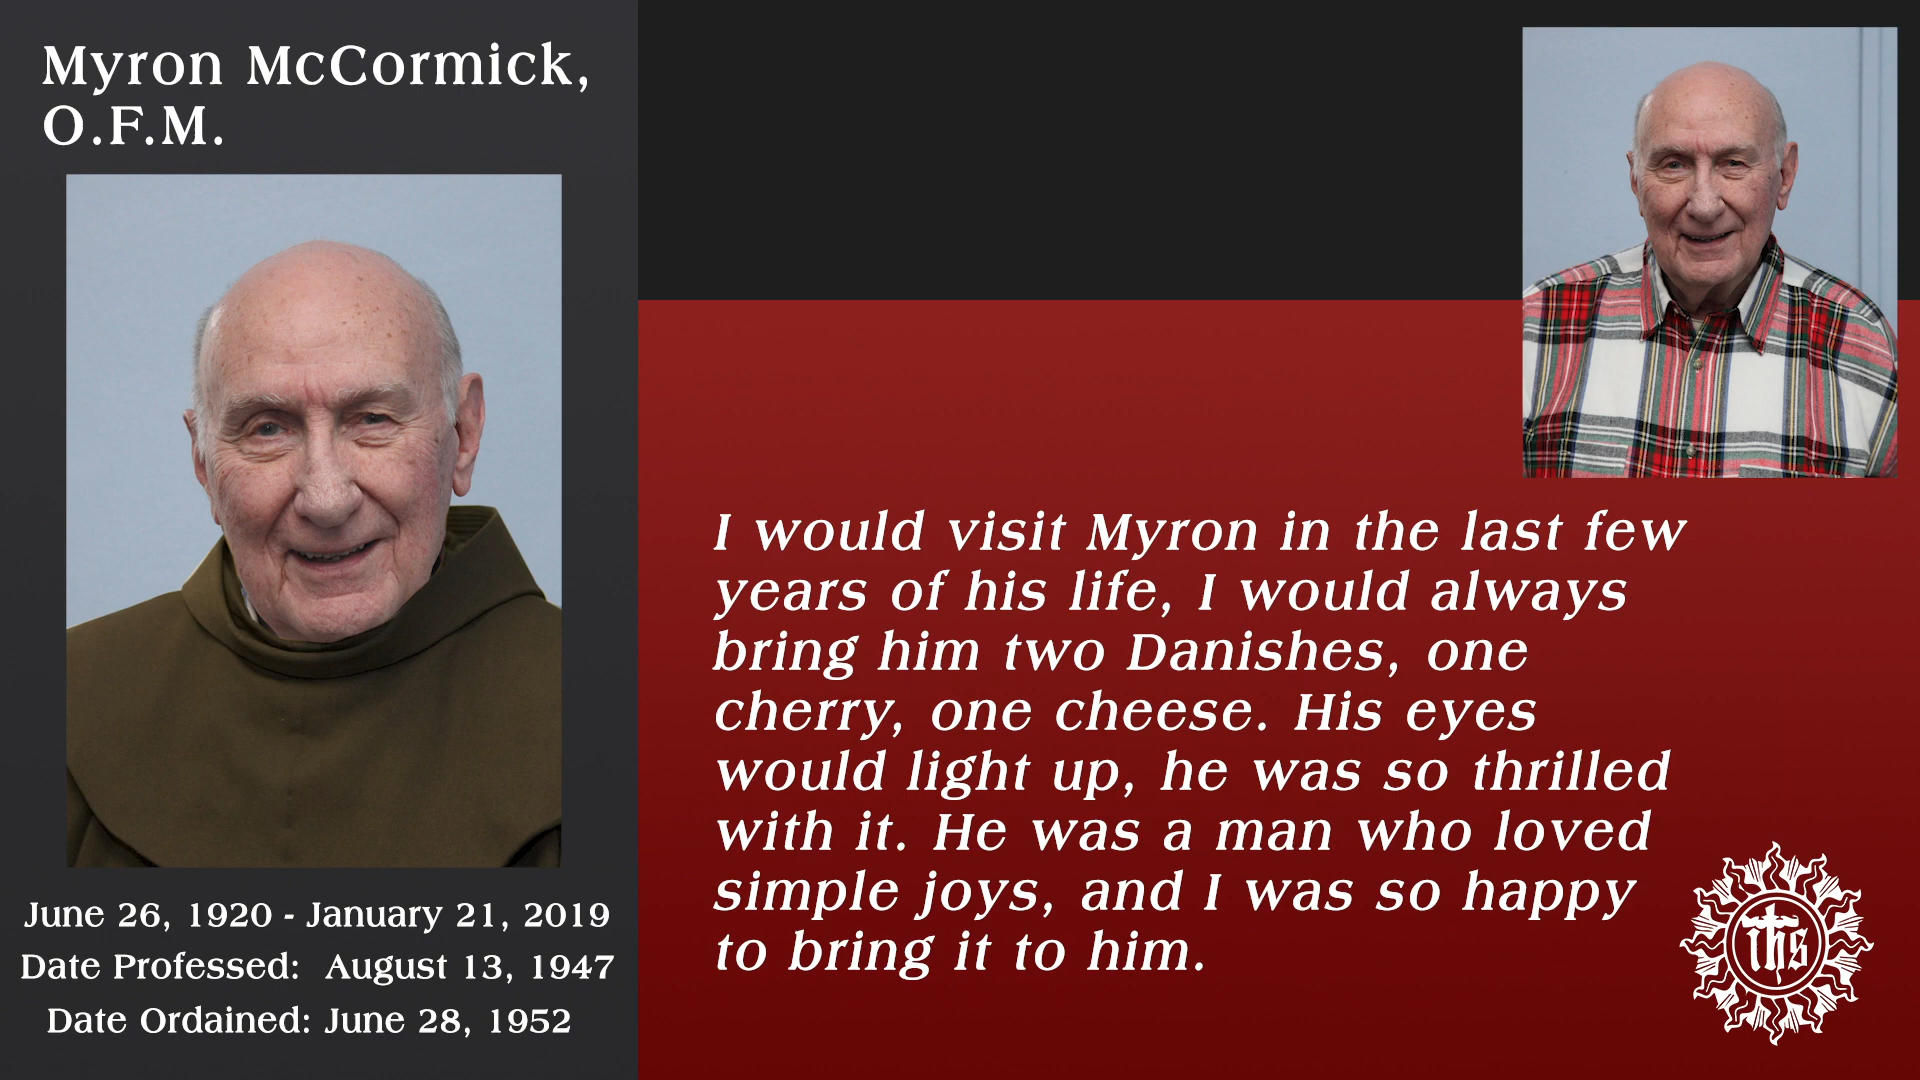 Myron McCormick,
O.F.M.
June 26, 1920 - January 21, 2019
Date Professed:  August 13, 1947
Date Ordained: June 28, 1952
I would visit Myron in the last few
years of his life, I would always
bring him two Danishes, one
cherry, one cheese. His eyes
would light up, he was so thrilled
with it. He was a man who loved
simple joys, and I was so happy
to bring it to him.
ihs